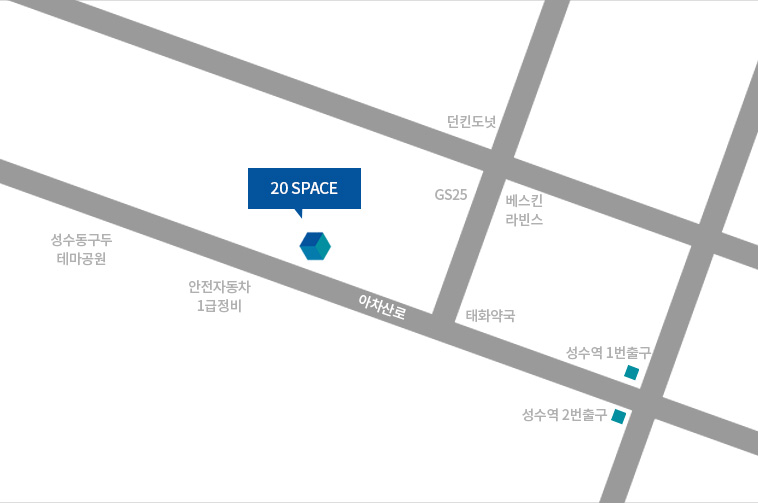 던킨도넛
20 SPACE
GS25
베스킨
라빈스
성수동구두
테마공원
안전자동차
1급정비
아차산로
태화약국
성수역 1번출구
성수역 2번출구